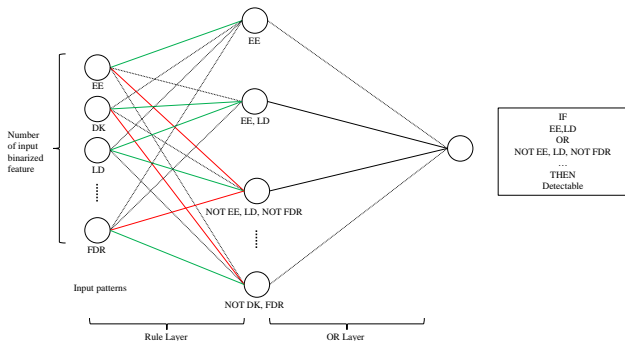 EE
EE
DK
EE, LD
Number
of input
binarized
feature
LD
IF
EE,LD
OR
NOT EE, LD, NOT FDR
...
THEN
Detectable
NOT EE, LD, NOT FDR
FDR
Input patterns
NOT DK, FDR
Rule Layer
OR Layer